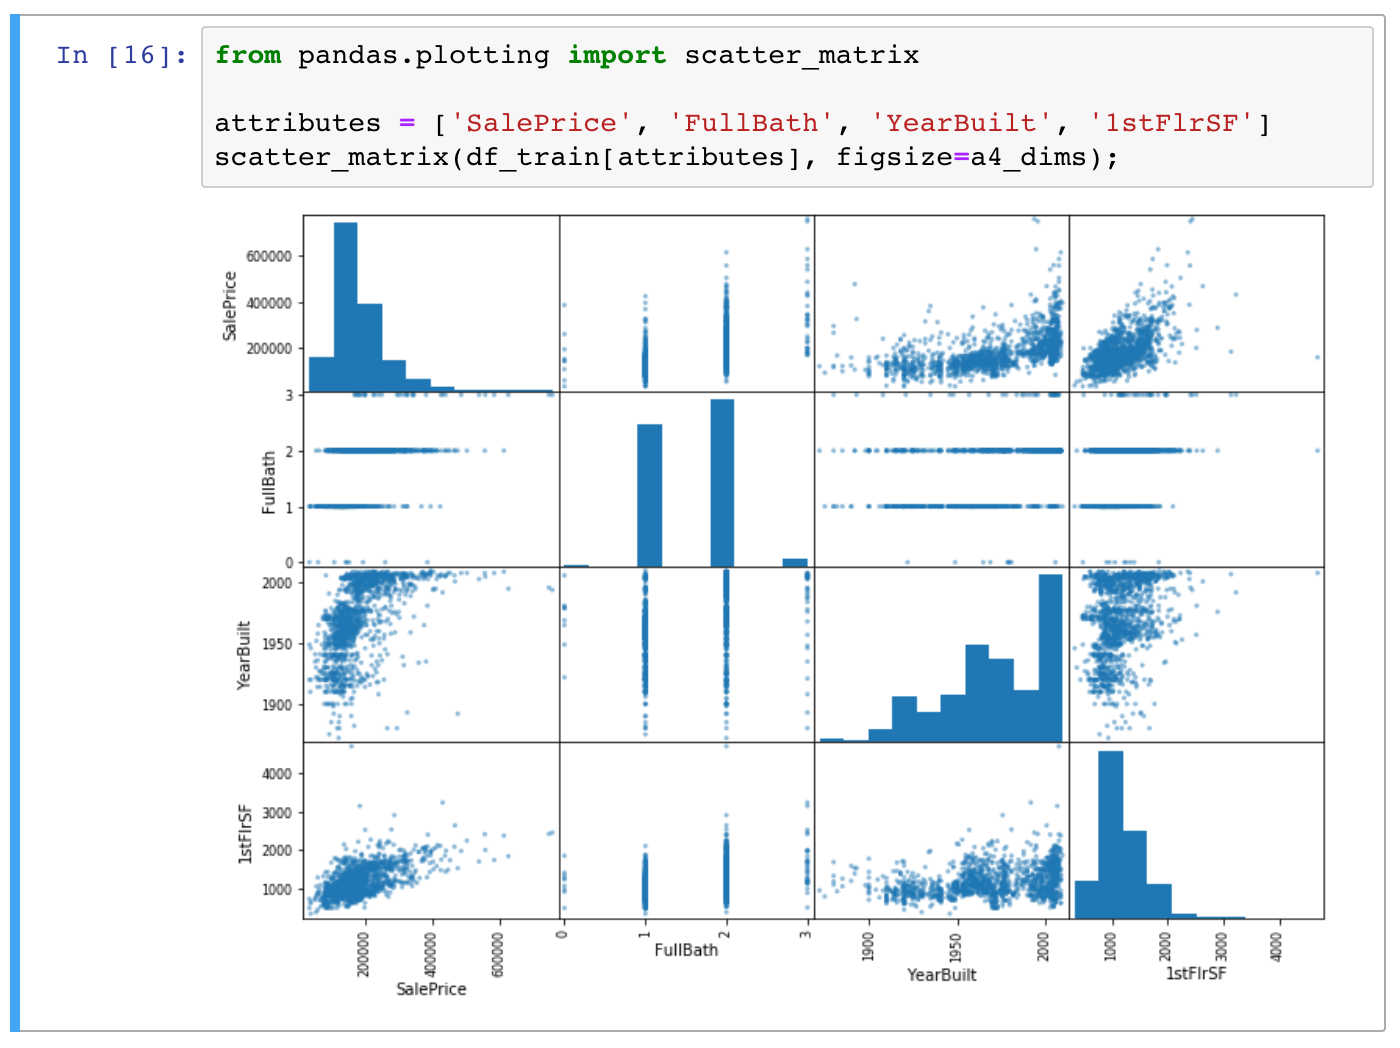 In [16]:
from pandas.plotting import scatter_matrix
attributes = ['SalePrice', 'FullBath', 'YearBuilt', '1stFlrSF']
scatter_matrix(df_train[attributes], figsize=a4_dims);
SalePrice
600000
400000
200000
FullBath
3
2
1
0
YearBuilt
2000
1950
1900
1stFlrSF
4000
3000
2000
1000
200000
400000
600000
SalePrice
0
1
2
3
FullBath
1900
1950
2000
YearBuilt
1000
2000
3000
4000
1stFlrSF